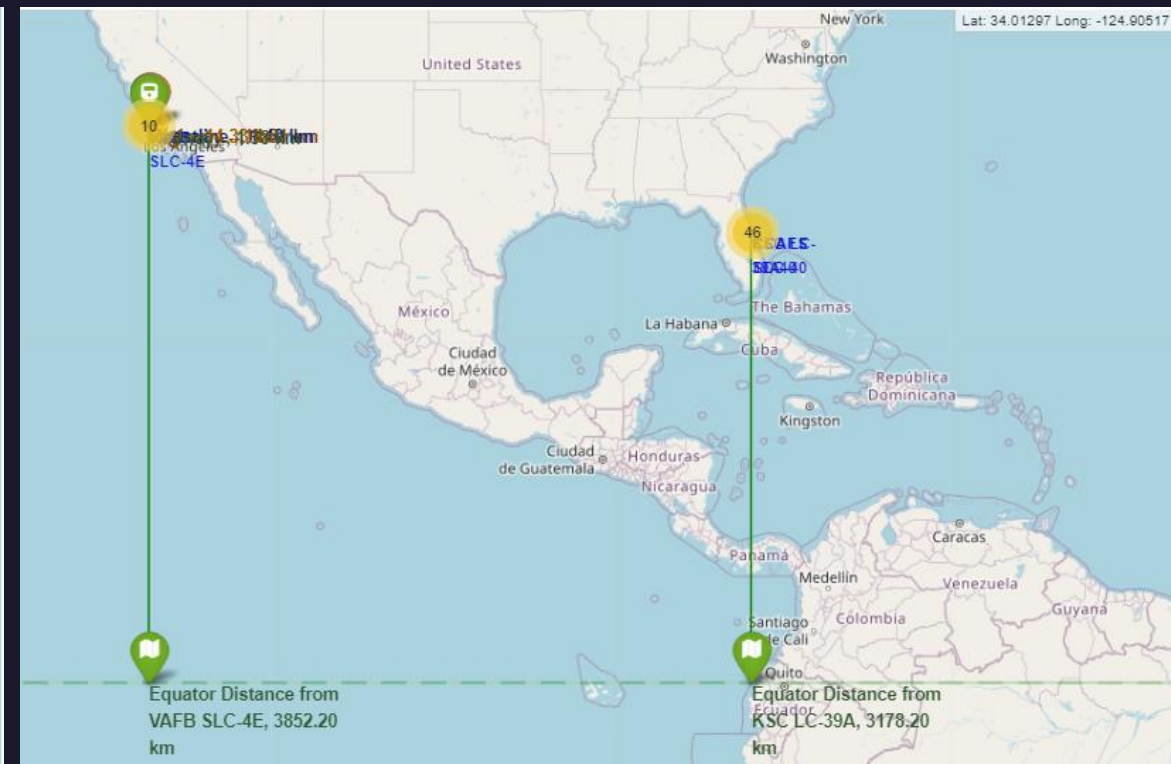 New York
Lat: 34.01297 Long: -124.90517
Washington
United States
10
km
Los Angeles
SLC-4E
46
The Bahamas
México
La Habana
Cuba
Ciudad
de México
República
Dominicana
Kingston
Ciudad
de Guatemala
Honduras
Nicaragua
Caracas
Panamá
Medellín
Venezuela
Guyana
Colombia
Santiago
de Cali
Quito
Ecuador
Equator Distance from
VAFB SLC-4E, 3852.20
km
Equator Distance from
KSC LC-39A, 3178.20
km